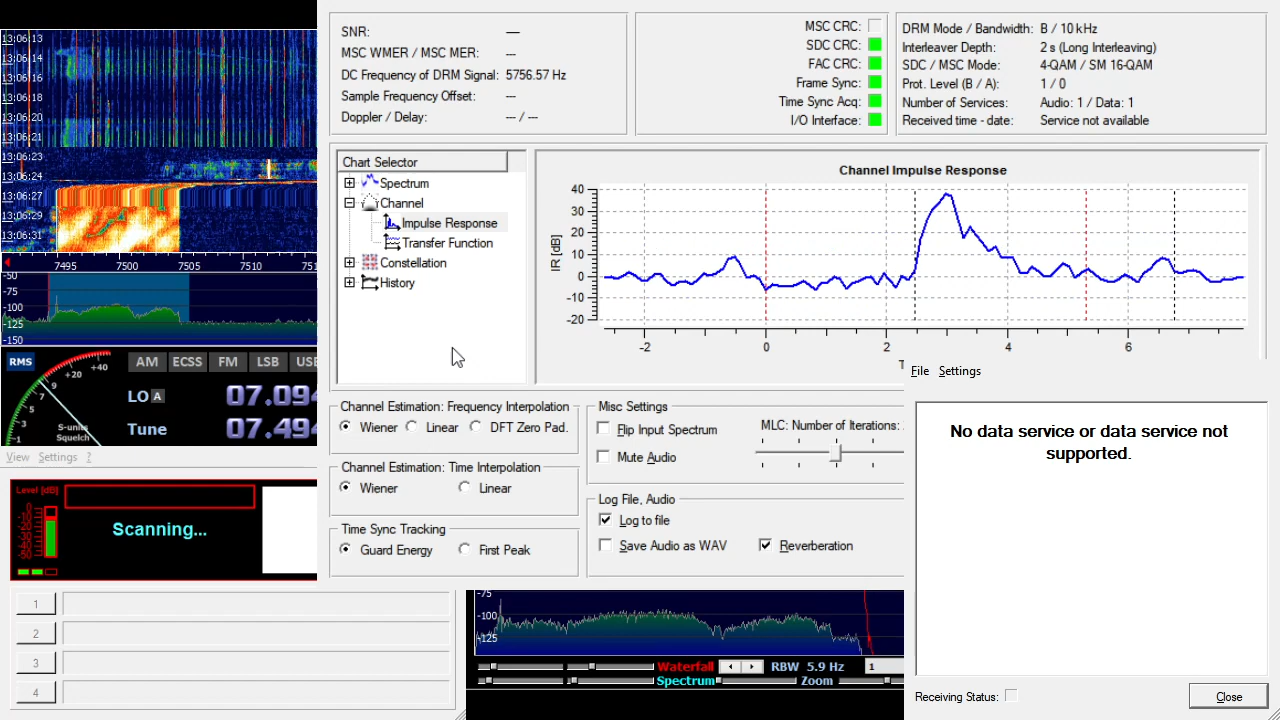 13:06:13
13:06:14
13:06:16
13:06:18
13:06:20
13:06:21
13:06:23
13:06:24
13:06:27
13:06:29
13:06:31
7495 7500 7505 7510 751
-50
-75
-100
-125
-150
RMS
+20 +40
1 3 5 7 9
S-units
Squelch
AM ECSS FM LSB USB
LO A 07.094
Tune 07.494
View Settings ?
Level [dB]
0
-10
-20
-30
-40
-50
Scanning...
1
2
3
4
SNR: ---
MSC WMER / MSC MER: ---
DC Frequency of DRM Signal: 5756.57 Hz
Sample Frequency Offset: ---
Doppler / Delay: --- / ---
MSC CRC:
SDC CRC:
FAC CRC:
Frame Sync:
Time Sync Acq:
I/O Interface:
DRM Mode / Bandwidth: B / 10 kHz
Interleaver Depth: 2 s (Long Interleaving)
SDC / MSC Mode: 4-QAM / SM 16-QAM
Prot. Level (B / A): 1 / 0
Number of Services: Audio: 1 / Data: 1
Received time - date: Service not available
Chart Selector
Spectrum
Channel
Impulse Response
Transfer Function
Constellation
History
Channel Impulse Response
IR [dB]
40
30
20
10
0
-10
-20
-2 0 2 4 6
T
Channel Estimation: Frequency Interpolation
Wiener Linear DFT Zero Pad.
Channel Estimation: Time Interpolation
Wiener Linear
Time Sync Tracking
Guard Energy First Peak
Misc Settings
Flip Input Spectrum
Mute Audio
MLC: Number of Iterations:
Log File, Audio
Log to file
Save Audio as WAV Reverberation
File Settings
No data service or data service not
supported.
Receiving Status:
Close
-75
-100
-125
Waterfall RBW 5.9 Hz 1
Spectrum Zoom